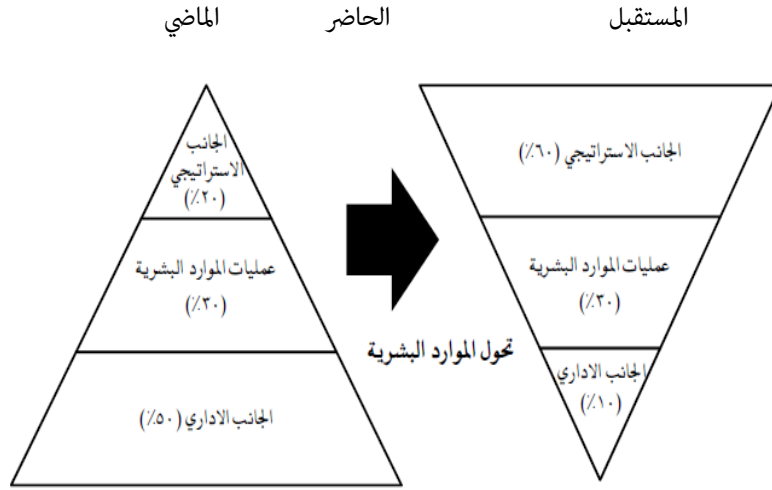 الماضي
الحاضر
المستقبل
الجانب
الاستراتيجي
(٢٠٪)
عمليات الموارد البشرية
(٣٠٪)
الجانب الاداري (٥٠٪)
تحول الموارد البشرية
الجانب الاستراتيجي (٦٠٪)
عمليات الموارد البشرية
(٣٠٪)
الجانب الاداري
(١٠٪)